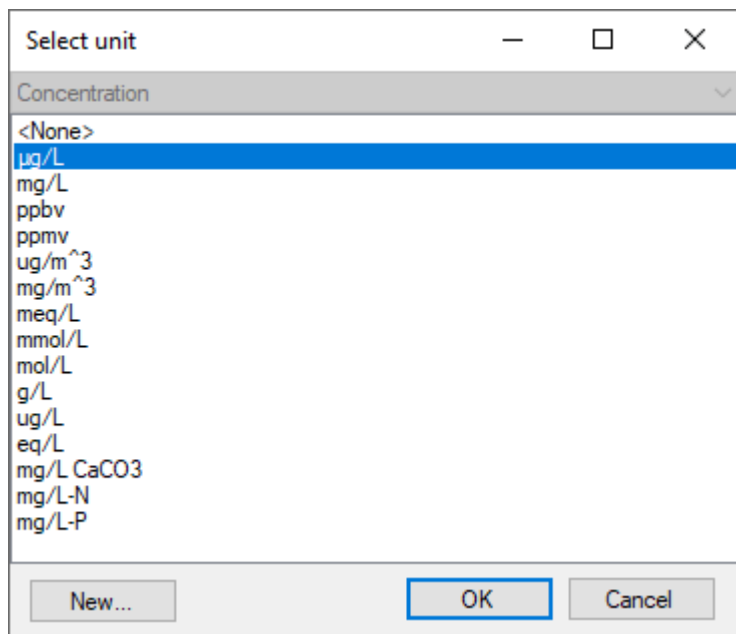 Select unit
Concentration
<None>
µg/L
mg/L
ppbv
ppmv
ug/m^3
mg/m^3
meq/L
mmol/L
mol/L
g/L
ug/L
eq/L
mg/L CaCO3
mg/L-N
mg/L-P
New... OK Cancel